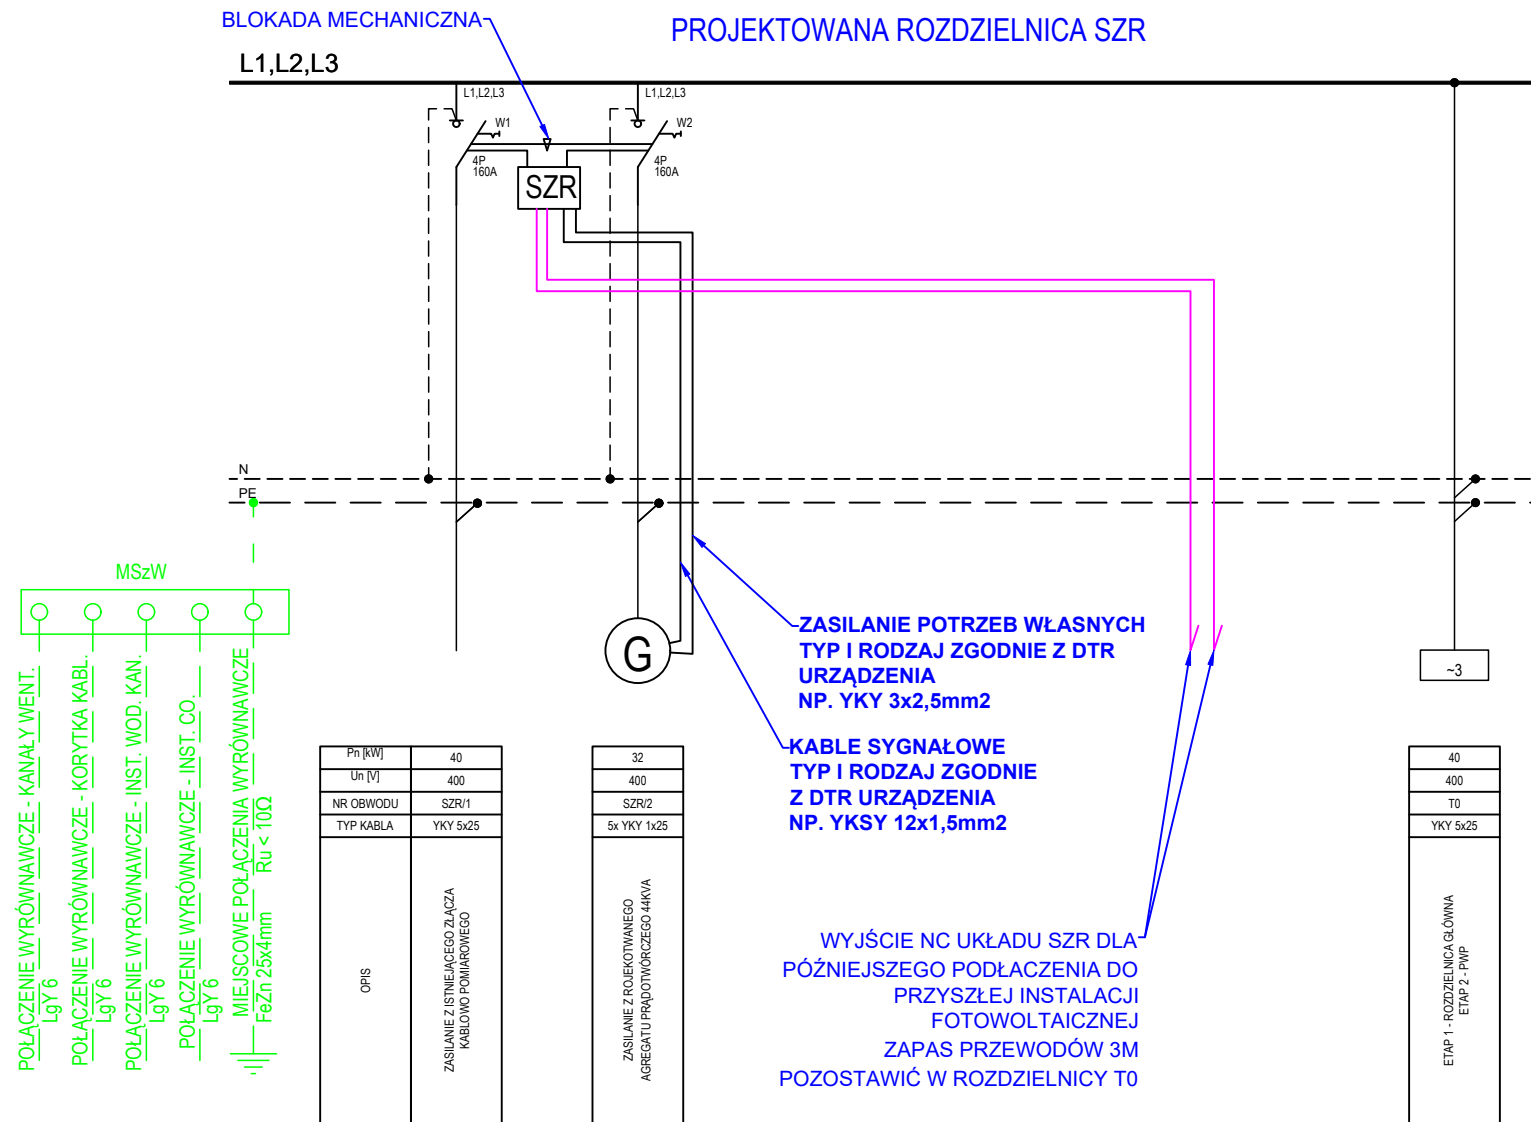 BLOKADA MECHANICZNA
PROJEKTOWANA ROZDZIELNICA SZR
L1,L2,L3
L1,L2,L3
L1,L2,L3
W1
W2
4P
160A
4P
160A
SZR
N
PE
MSzW
G
~3
ZASILANIE POTRZEB WŁASNYCH
TYP I RODZAJ ZGODNIE Z DTR
URZĄDZENIA
NP. YKY 3x2,5mm2
KABLE SYGNAŁOWE
TYP I RODZAJ ZGODNIE
Z DTR URZĄDZENIA
NP. YKSY 12x1,5mm2
WYJŚCIE NC UKŁADU SZR DLA
PÓŹNIEJSZEGO PODŁACZENIA DO
PRZYSZŁEJ INSTALACJI
FOTOWOLTAICZNEJ
ZAPAS PRZEWODÓW 3M
POZOSTAWIĆ W ROZDZIELNICY T0
POŁĄCZENIE WYRÓWNAWCZE - KANAŁY WENT.
LgY 6
POŁĄCZENIE WYRÓWNAWCZE - KORYTKA KABL.
LgY 6
POŁĄCZENIE WYRÓWNAWCZE - INST. WOD. KAN.
LgY 6
POŁĄCZENIE WYRÓWNAWCZE - INST. CO.
LgY 6
MIEJSCOWE POŁĄCZENIA WYRÓWNAWCZE
FeZn 25x4mm Ru < 10Ω
Pn [kW] 40 32 40
Un [V] 400 400 400
NR OBWODU SZR/1 SZR/2 T0
TYP KABLA YKY 5x25 5x YKY 1x25 YKY 5x25
OPIS
ZASILANIE Z ISTNIEJĄCEGO ZŁĄCZA
KABLOWO POMIAROWEGO
ZASILANIE Z ROJEKOTWANEGO
AGREGATU PRĄDOTWÓRCZEGO 44KVA
ETAP 1 - ROZDZIELNICA GŁÓWNA
ETAP 2 - PWP